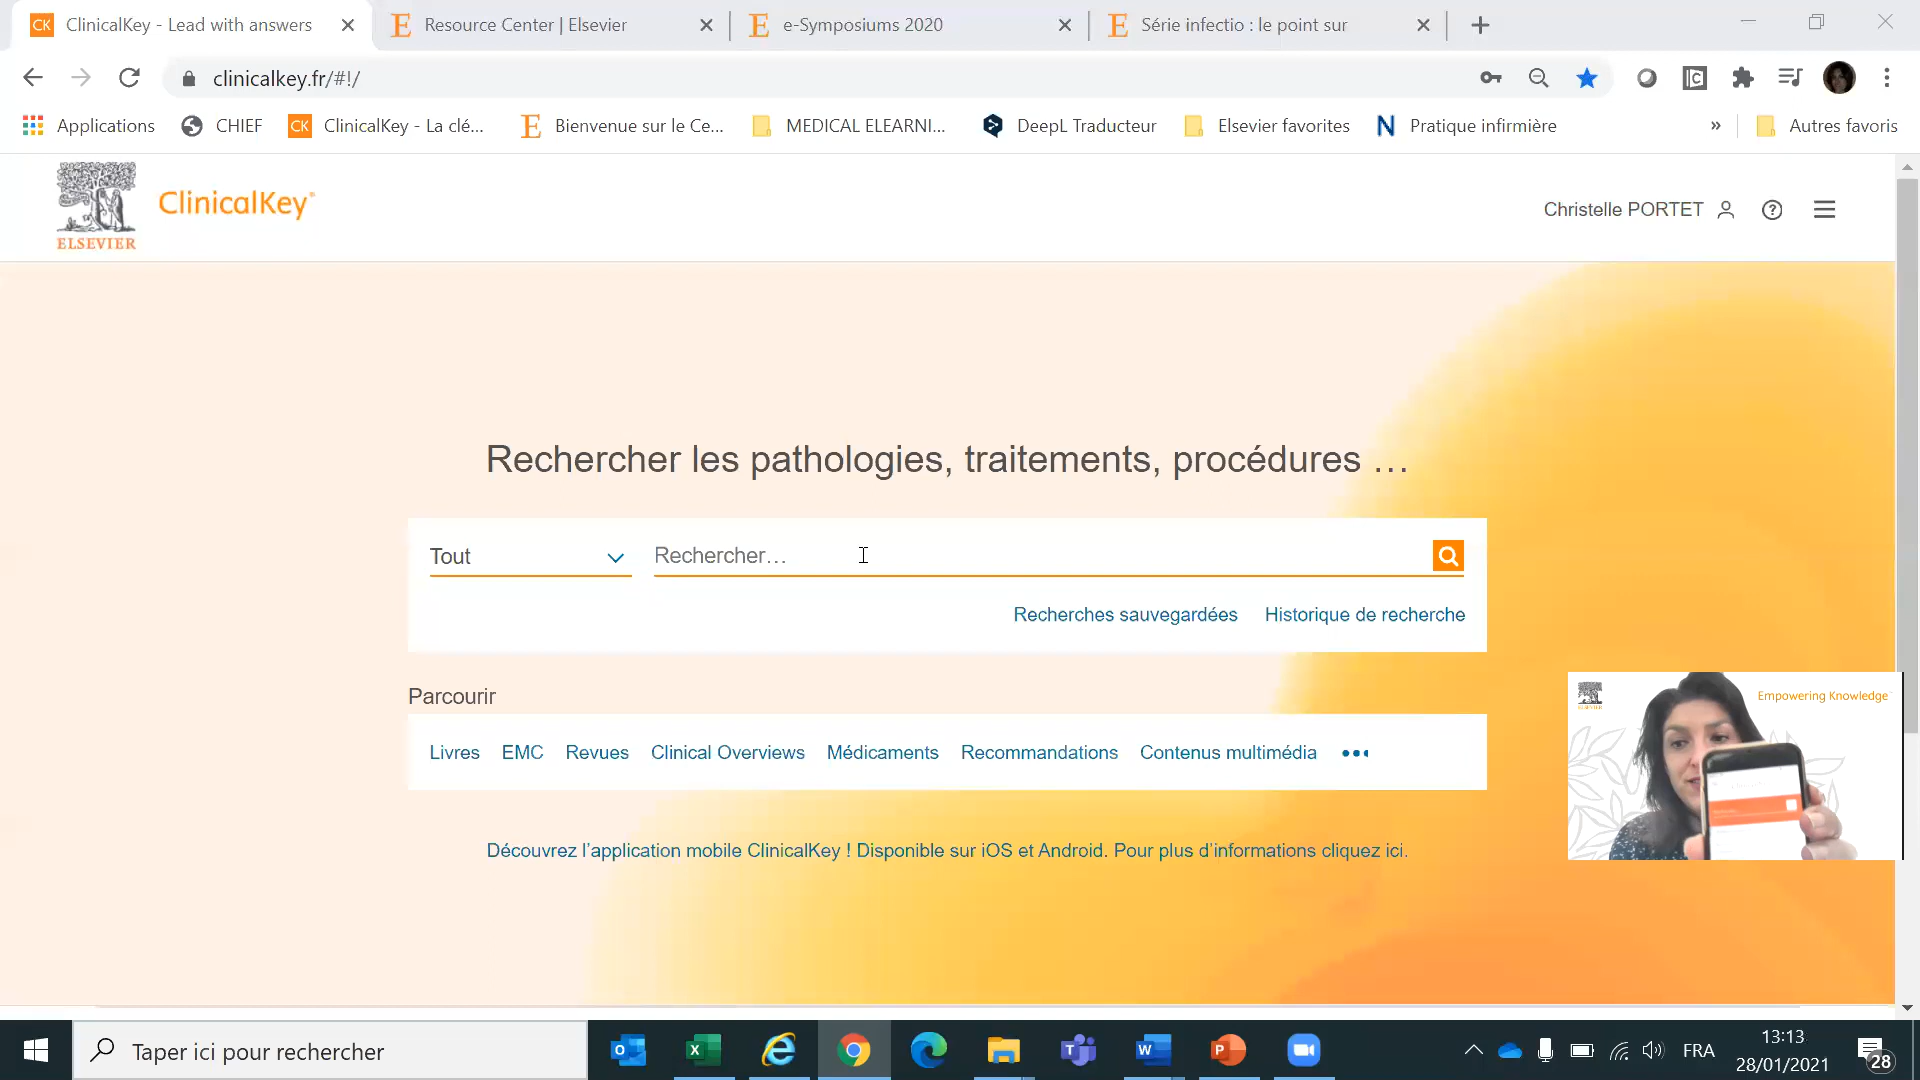 ClinicalKey - Lead with answers
Resource Center | Elsevier
e-Symposiums 2020
Série infectio : le point sur
clinicalkey.fr/#!/
Applications
CHIEF
ClinicalKey - La clé...
Bienvenue sur le Ce...
MEDICAL ELEARNI...
DeepL Traducteur
Elsevier favorites
Pratique infirmière
»
Autres favoris
ELSEVIER
ClinicalKey®
Christelle PORTET
Rechercher les pathologies, traitements, procédures …
Tout
Rechercher…
Recherches sauvegardées
Historique de recherche
Parcourir
Livres
EMC
Revues
Clinical Overviews
Médicaments
Recommandations
Contenus multimédia
Empowering Knowledge
Découvrez l’application mobile ClinicalKey ! Disponible sur iOS et Android. Pour plus d’informations cliquez ici.
Taper ici pour rechercher
FRA
13:13
28/01/2021
28